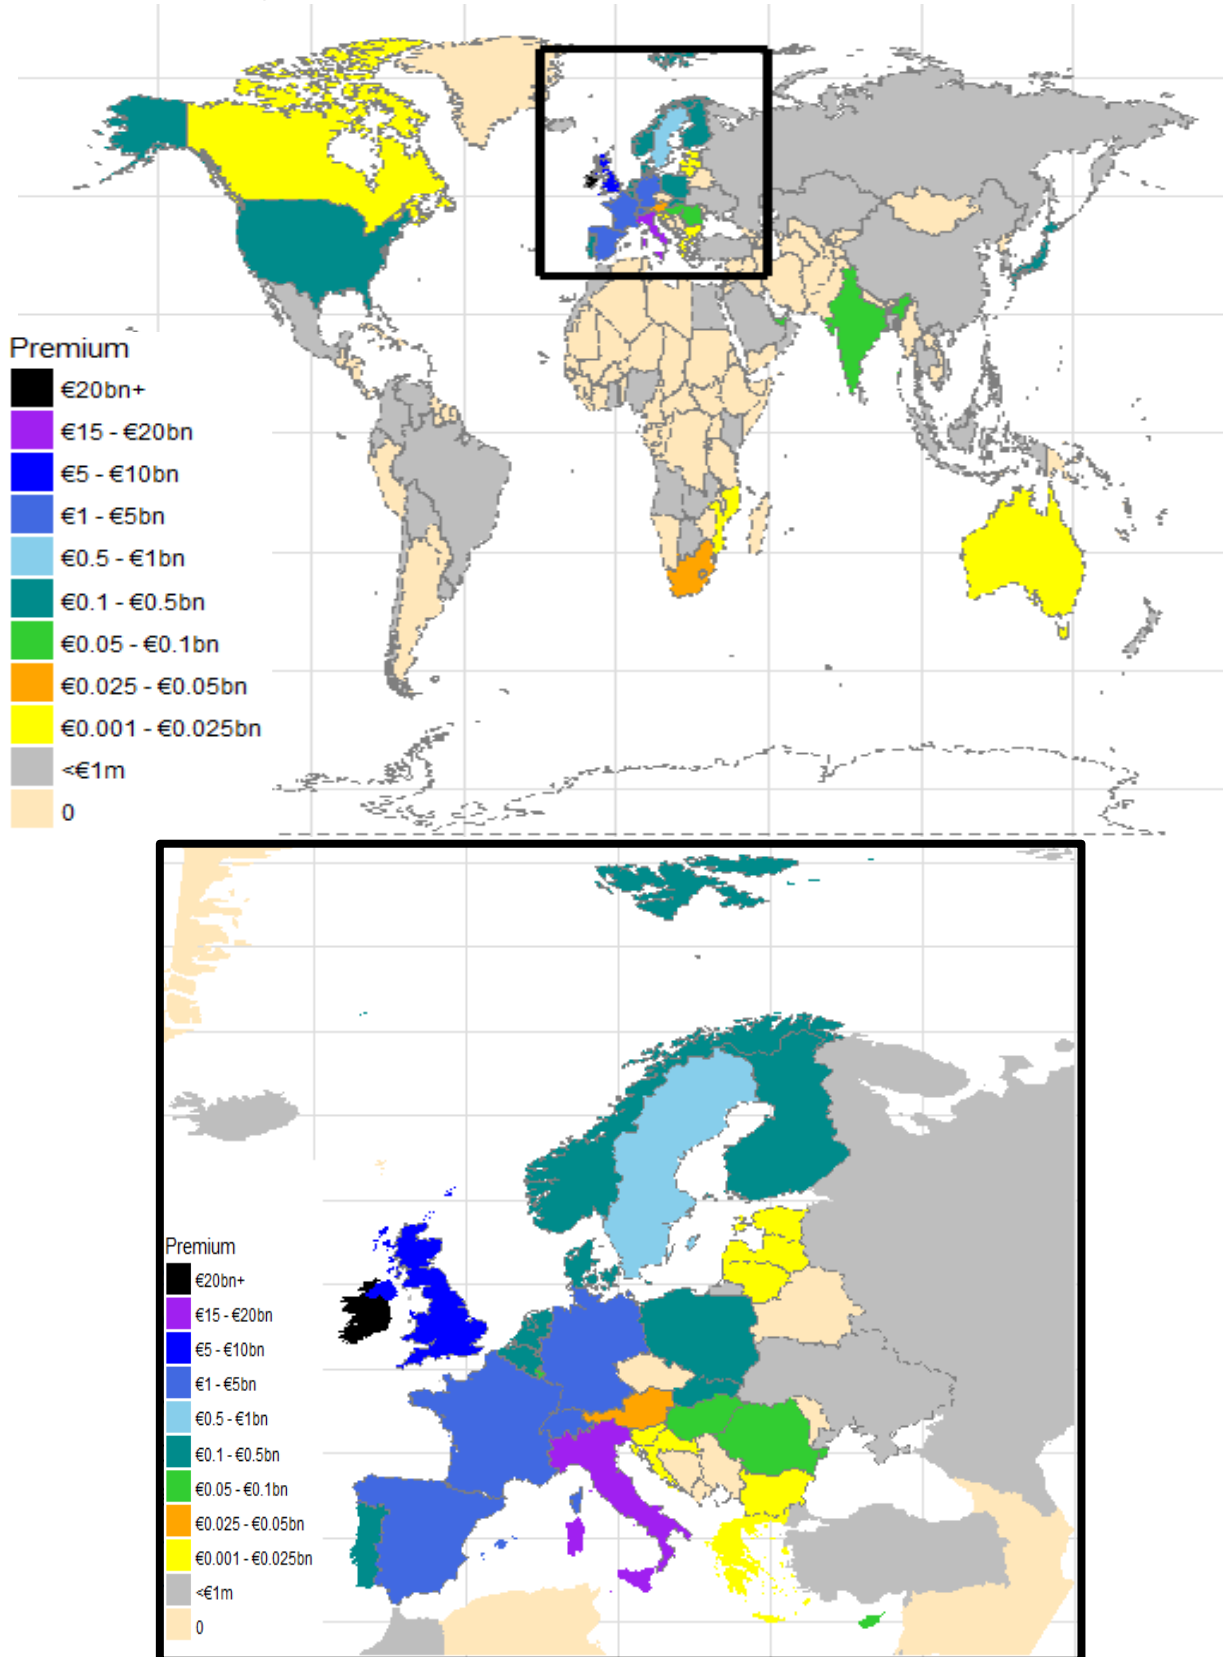 Premium
€20bn+
€15 - €20bn
€5 - €10bn
€1 - €5bn
€0.5 - €1bn
€0.1 - €0.5bn
€0.05 - €0.1bn
€0.025 - €0.05bn
€0.001 - €0.025bn
<€1m
0
Premium
€20bn+
€15 - €20bn
€5 - €10bn
€1 - €5bn
€0.5 - €1bn
€0.1 - €0.5bn
€0.05 - €0.1bn
€0.025 - €0.05bn
€0.001 - €0.025bn
<€1m
0